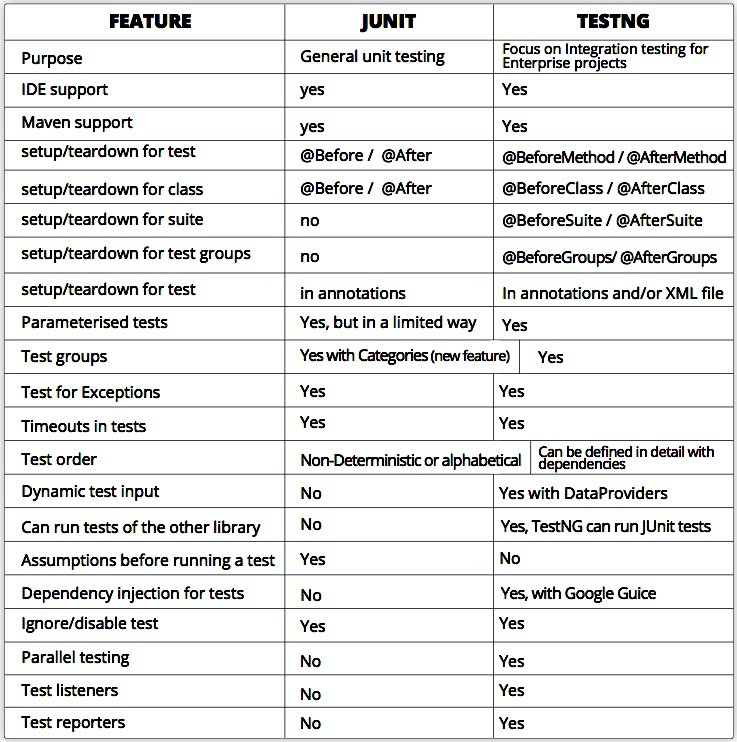 FEATURE JUNIT TESTNG
Purpose General unit testing Focus on Integration testing for
Enterprise projects
IDE support yes Yes
Maven support yes Yes
setup/teardown for test @Before / @After @BeforeMethod / @AfterMethod
setup/teardown for class @Before / @After @BeforeClass / @AfterClass
setup/teardown for suite no @BeforeSuite / @AfterSuite
setup/teardown for test groups no @BeforeGroups/ @AfterGroups
setup/teardown for test in annotations In annotations and/or XML file
Parameterised tests Yes, but in a limited way Yes
Test groups Yes with Categories (new feature) Yes
Test for Exceptions Yes Yes
Timeouts in tests Yes Yes
Test order Non-Deterministic or alphabetical Can be defined in detail with
dependencies
Dynamic test input No Yes with DataProviders
Can run tests of the other library No Yes, TestNG can run JUnit tests
Assumptions before running a test Yes No
Dependency injection for tests No Yes, with Google Guice
Ignore/disable test Yes Yes
Parallel testing No Yes
Test listeners No Yes
Test reporters No Yes